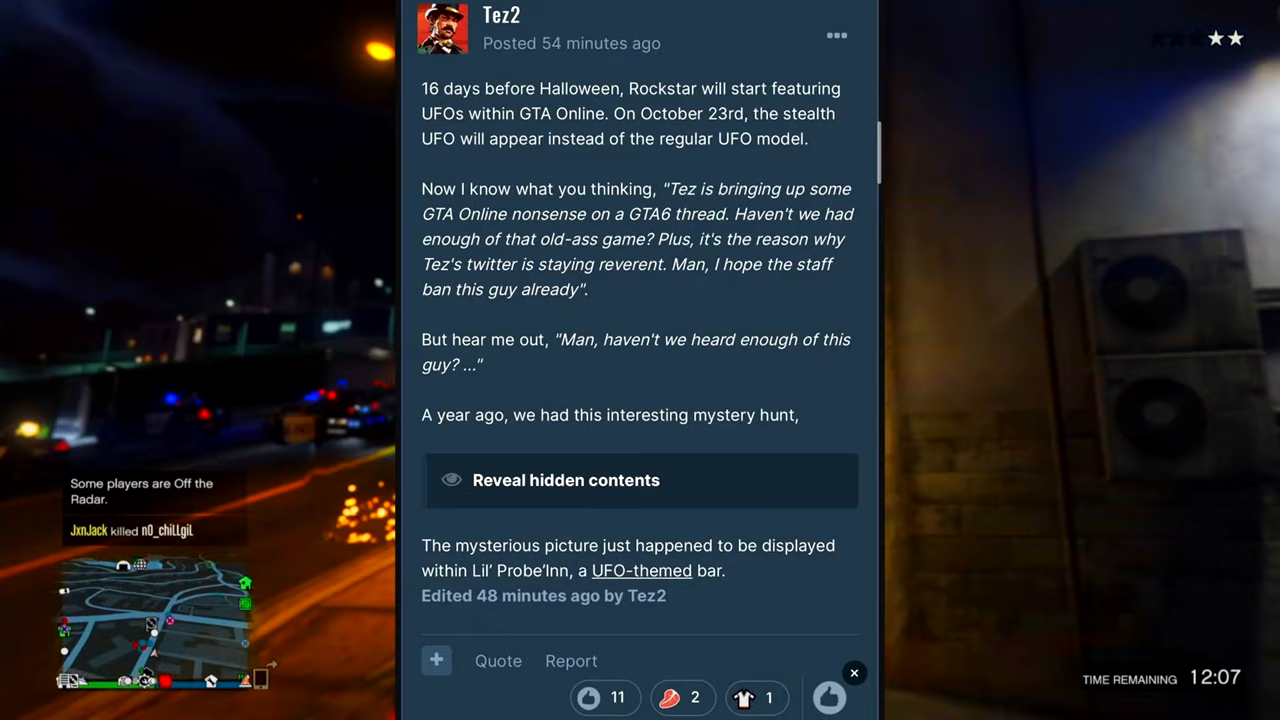 Tez2
Posted 54 minutes ago
16 days before Halloween, Rockstar will start featuring
UFOs within GTA Online. On October 23rd, the stealth
UFO will appear instead of the regular UFO model.
Now I know what you thinking, "Tez is bringing up some
GTA Online nonsense on a GTA6 thread. Haven't we had
enough of that old-ass game? Plus, it's the reason why
Tez's twitter is staying reverent. Man, I hope the staff
ban this guy already".
But hear me out, "Man, haven't we heard enough of this
guy? ..."
A year ago, we had this interesting mystery hunt,
Reveal hidden contents
The mysterious picture just happened to be displayed
within Lil’ Probe’Inn, a UFO-themed bar.
Edited 48 minutes ago by Tez2
+ Quote Report
11 2 1
Some players are Off the
Radar.
JxnJack killed n0_chiLLgiL
TIME REMAINING 12:07